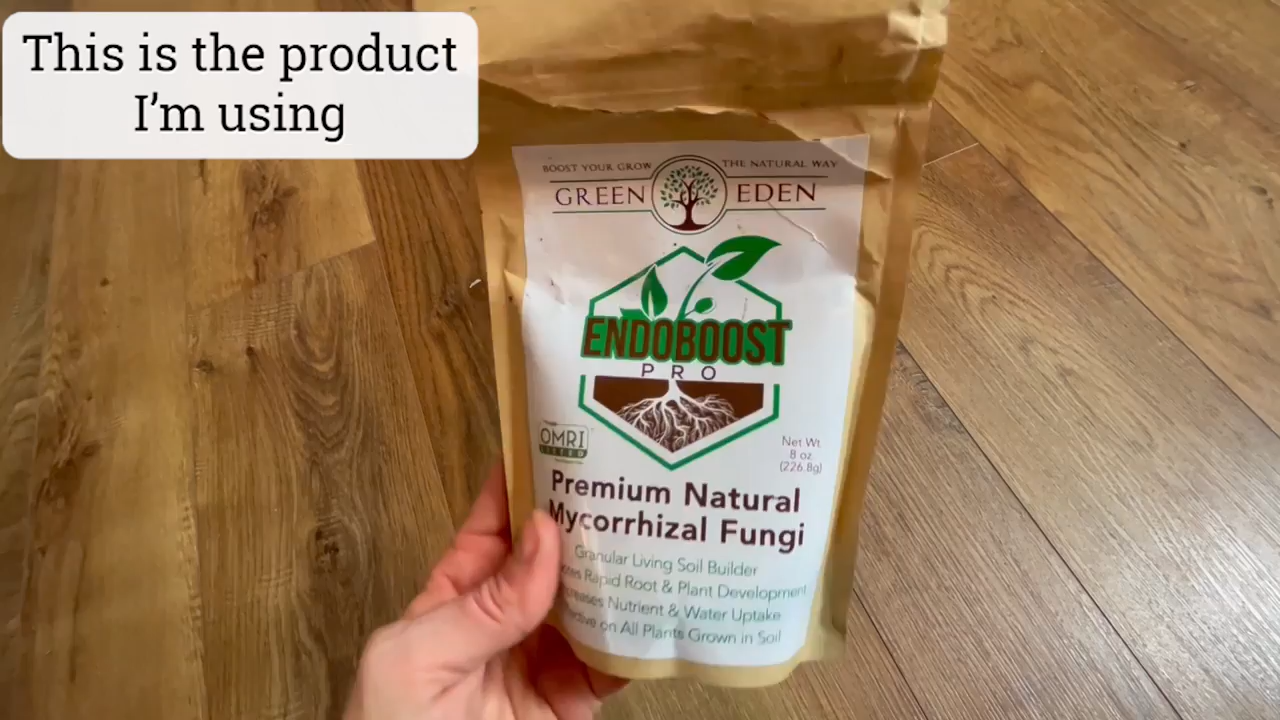 This is the product
I’m using
BOOST YOUR GROW THE NATURAL WAY
GREEN EDEN
ENDOBOOST
PRO
OMRI
LISTED
Net Wt.
8 oz.
(226.8g)
Premium Natural
Mycorrhizal Fungi
Granular Living Soil Builder
Rapid Root & Plant Development
Nutrient & Water Uptake
on All Plants Grown in Soil